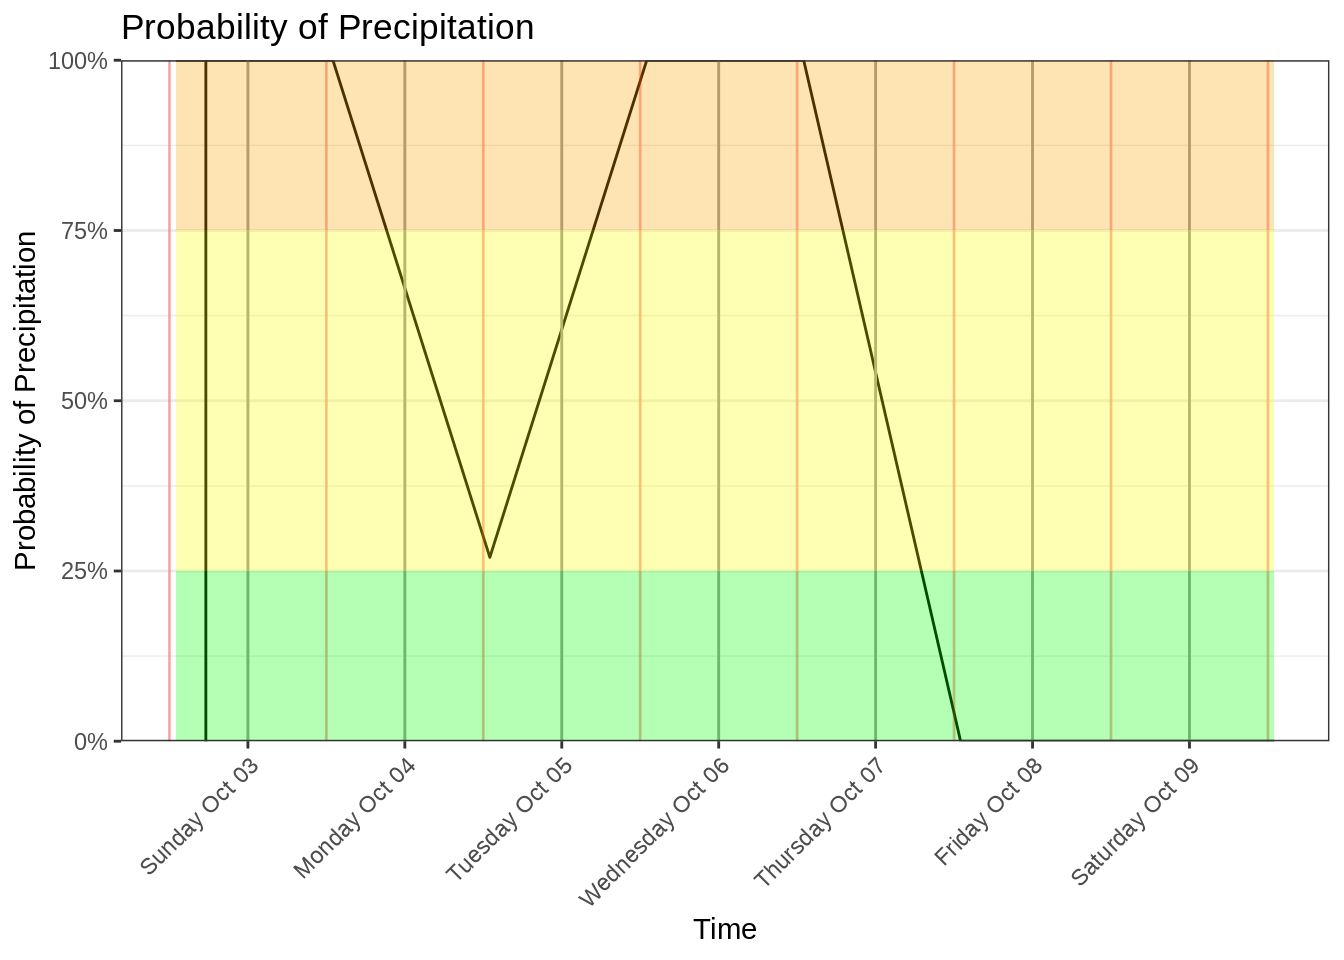 Probability of Precipitation
Probability of Precipitation
100%
75%
50%
25%
0%
Sunday Oct 03
Monday Oct 04
Tuesday Oct 05
Wednesday Oct 06
Thursday Oct 07
Friday Oct 08
Saturday Oct 09
Time